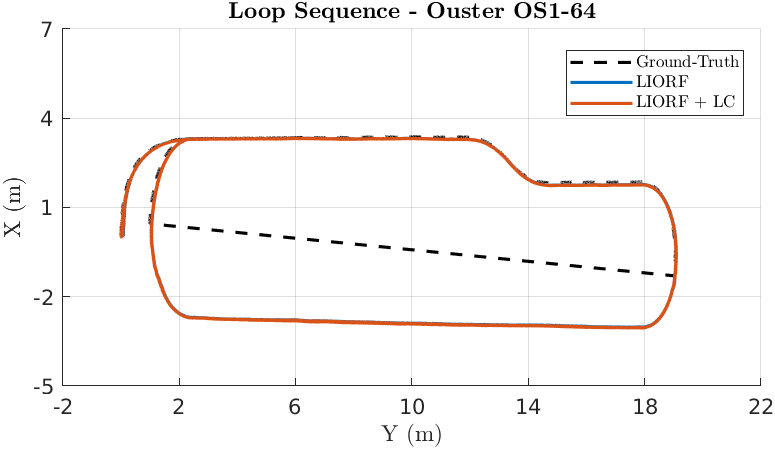 Loop Sequence - Ouster OS1-64
Ground-Truth
LIORF
LIORF + LC
X (m)
7
4
1
-2
-5
-2 2 6 10 14 18 22
Y (m)